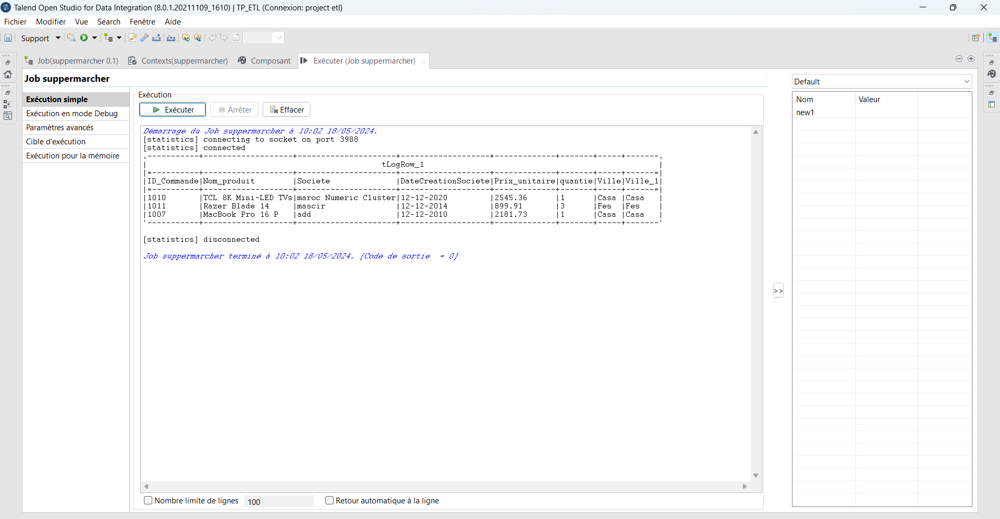 Talend Open Studio for Data Integration (8.0.1.20211109_1610) | TP_ETL (Connexion: project etl)
Fichier Modifier Vue Search Fenêtre Aide
Support
Job(suppermarcher 0.1) Contexts(suppermarcher) Composant Exécuter (Job suppermarcher)
Job suppermarcher
Exécution simple
Exécution en mode Debug
Paramètres avancés
Cible d'exécution
Exécution pour la mémoire
Exécution
Exécuter Arrêter Effacer
Démarrage du Job suppermarcher à 10:02 18/05/2024.
[statistics] connecting to socket on port 3988
[statistics] connected
.-----------+-------------------+---------------------+-------------------+-------------+-------+-----+-------.
| tLogRow_1 |
|=----------+-------------------+---------------------+-------------------+-------------+-------+-----+------=|
|ID_Commande|Nom_produit |Societe |DateCreationSociete|Prix_unitaire|quantie|Ville|Ville_1|
|=----------+-------------------+---------------------+-------------------+-------------+-------+-----+------=|
|1010 |TCL 8K Mini-LED TVs|maroc Numeric Cluster|12-12-2020 |2545.36 |1 |Casa |Casa |
|1011 |Razer Blade 14 |mascir |12-12-2014 |899.91 |3 |Fes |Fes |
|1007 |MacBook Pro 16 P |add |12-12-2010 |2181.73 |1 |Casa |Casa |
'-----------+-------------------+---------------------+-------------------+-------------+-------+-----+-------'
[statistics] disconnected
Job suppermarcher terminé à 10:02 18/05/2024. [Code de sortie = 0]
Nombre limite de lignes 100 Retour automatique à la ligne
>>
Default
Nom Valeur
new1